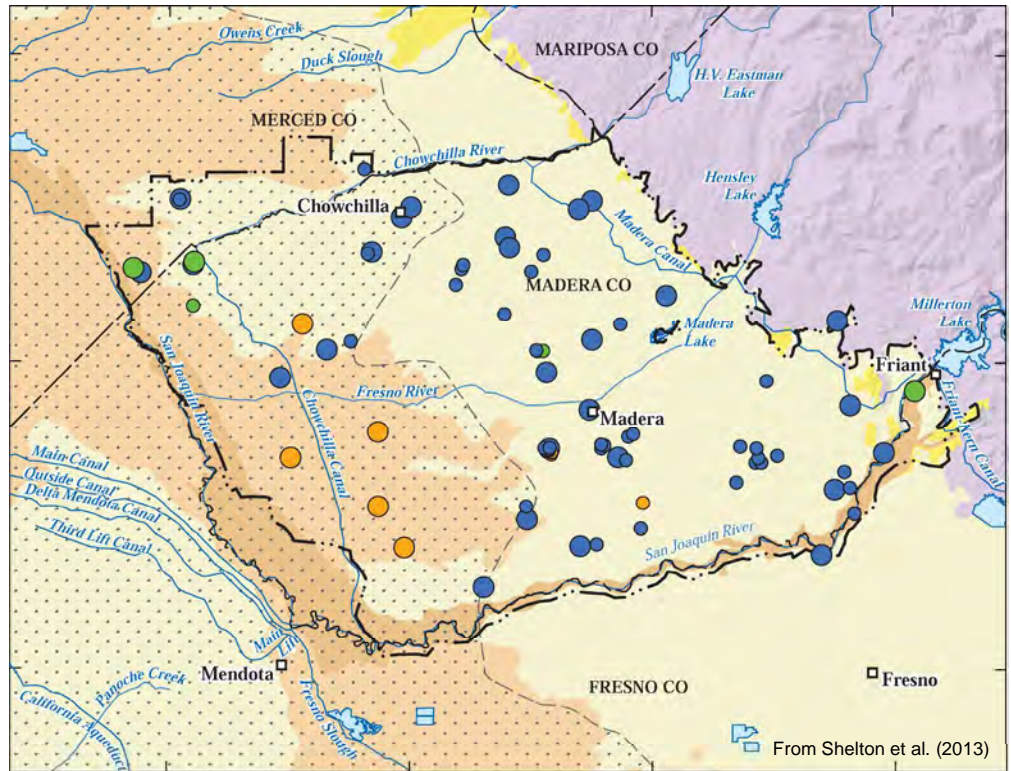 Owens Creek
Duck Slough
MARIPOSA CO
H.V. Eastman
Lake
MERCED CO
Chowchilla River
Hensley
Lake
Chowchilla
Madera Canal
MADERA CO
Millerton
Lake
Madera
Lake
Friant
San Joaquin River
Fresno River
Chowchilla Canal
Friant-Kern Canal
Madera
Main Canal
Outside Canal
Delta Mendota Canal
Third Lift Canal
San Joaquin River
Main
Lift
Mendota
Panoche Creek
Fresno Slough
California Aqueduct
FRESNO CO
Fresno
From Shelton et al. (2013)